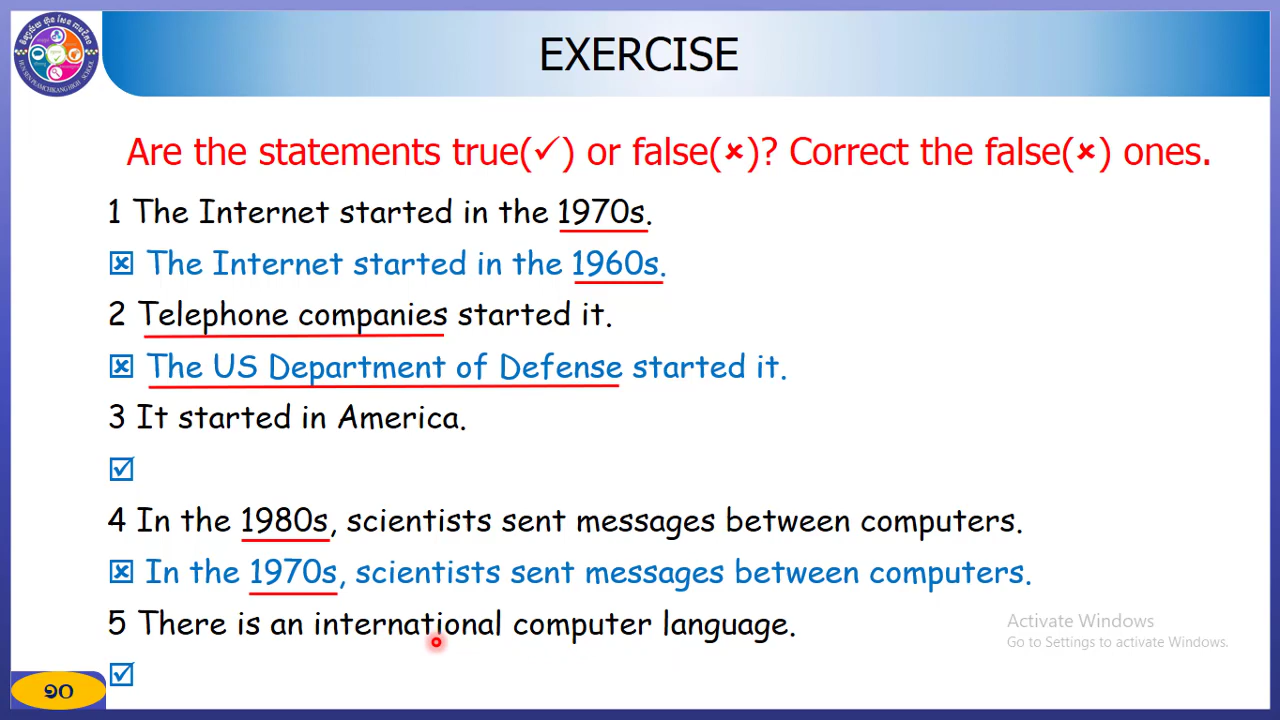 EXERCISE
Are the statements true(✓) or false(×)? Correct the false(×) ones.
1 The Internet started in the 1970s.
☒ The Internet started in the 1960s.
2 Telephone companies started it.
☒ The US Department of Defense started it.
3 It started in America.
☑
4 In the 1980s, scientists sent messages between computers.
☒ In the 1970s, scientists sent messages between computers.
5 There is an international computer language.
☑
Activate Windows
Go to Settings to activate Windows.
១០